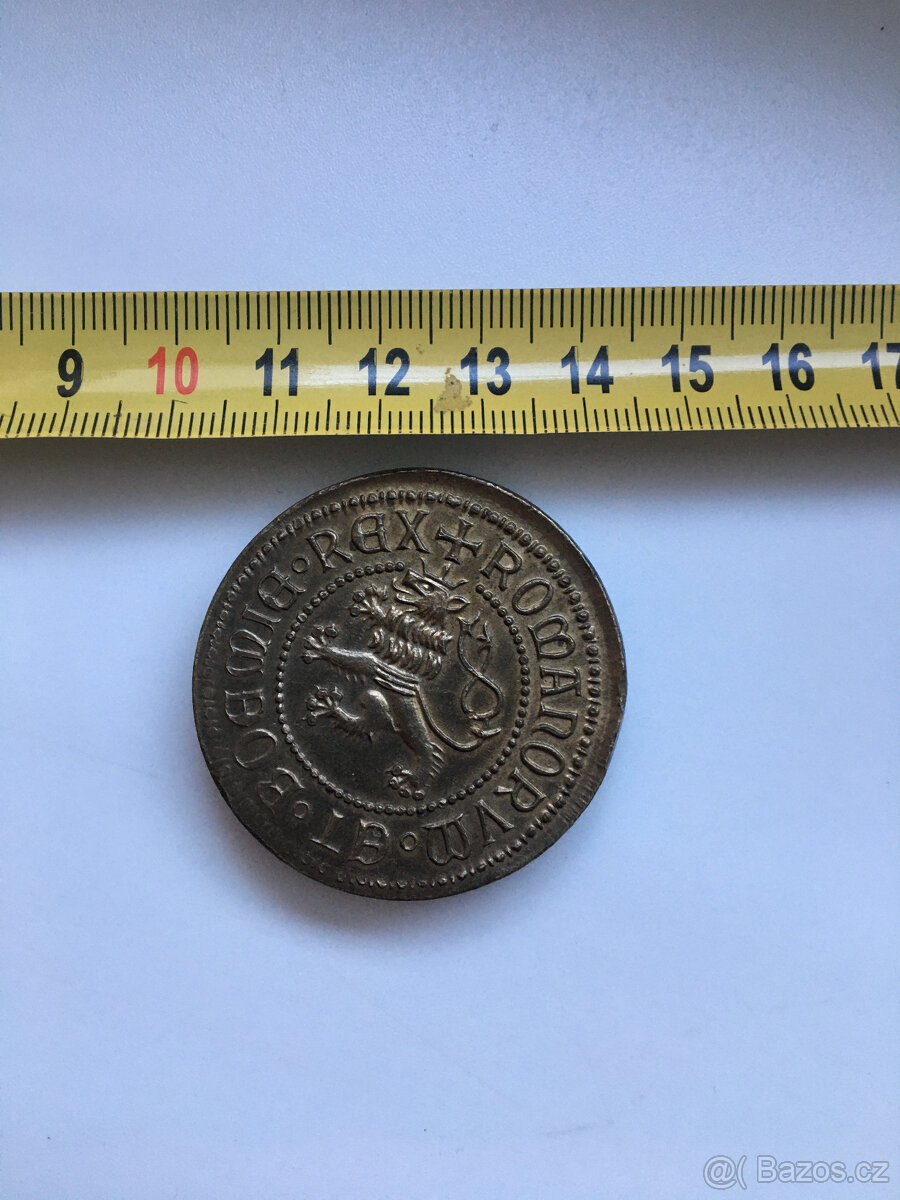 9 10 11 12 13 14 15 16 17
✠ ROMANORVM ◦ ET ◦ BOEMIE ◦ REX
@( Bazos.cz